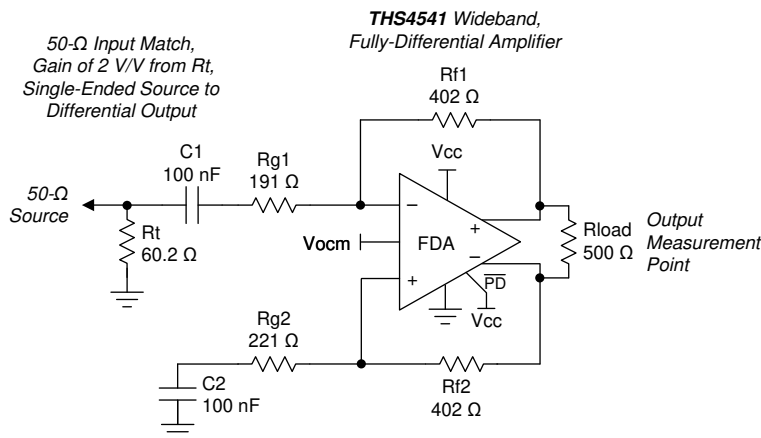 THS4541 Wideband,
Fully-Differential Amplifier
50-Ω Input Match,
Gain of 2 V/V from Rt,
Single-Ended Source to
Differential Output
Rf1
402 Ω
C1
100 nF
Rg1
191 Ω
Vcc
50-Ω
Source
Rt
60.2 Ω
Vocm
−
+
FDA
+
−
PD
Vcc
Rload
500 Ω
Output
Measurement
Point
Rg2
221 Ω
C2
100 nF
Rf2
402 Ω